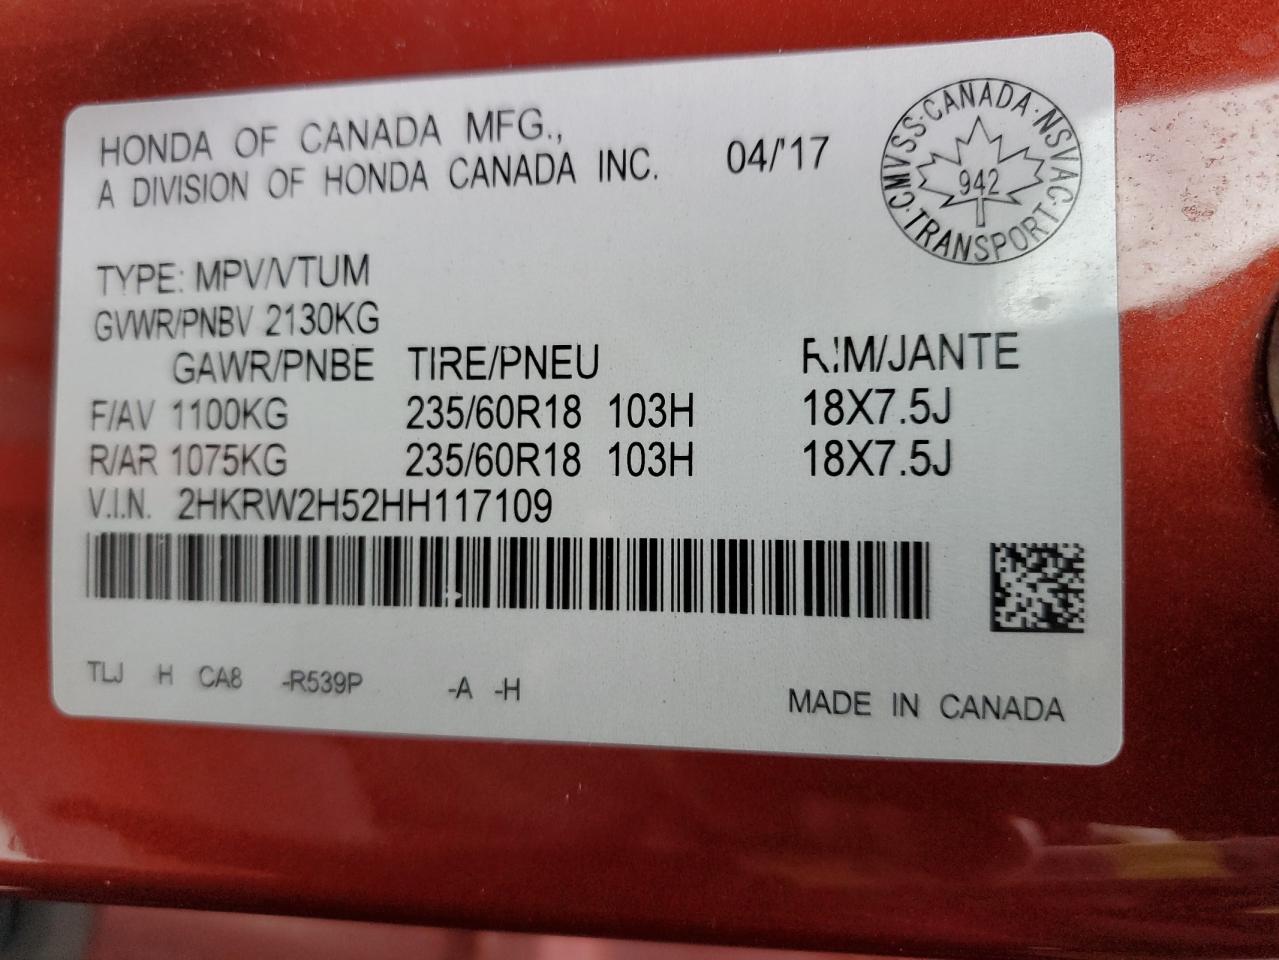 HONDA OF CANADA MFG.,
A DIVISION OF HONDA CANADA INC. 04/'17
CMVSS·CANADA·NSVAC·TRANSPORT·
942
TYPE: MPV/VTUM
GVWR/PNBV 2130KG
GAWR/PNBE TIRE/PNEU RIM/JANTE
F/AV 1100KG 235/60R18 103H 18X7.5J
R/AR 1075KG 235/60R18 103H 18X7.5J
V.I.N. 2HKRW2H52HH117109
TLJ H CA8 -R539P -A -H
MADE IN CANADA